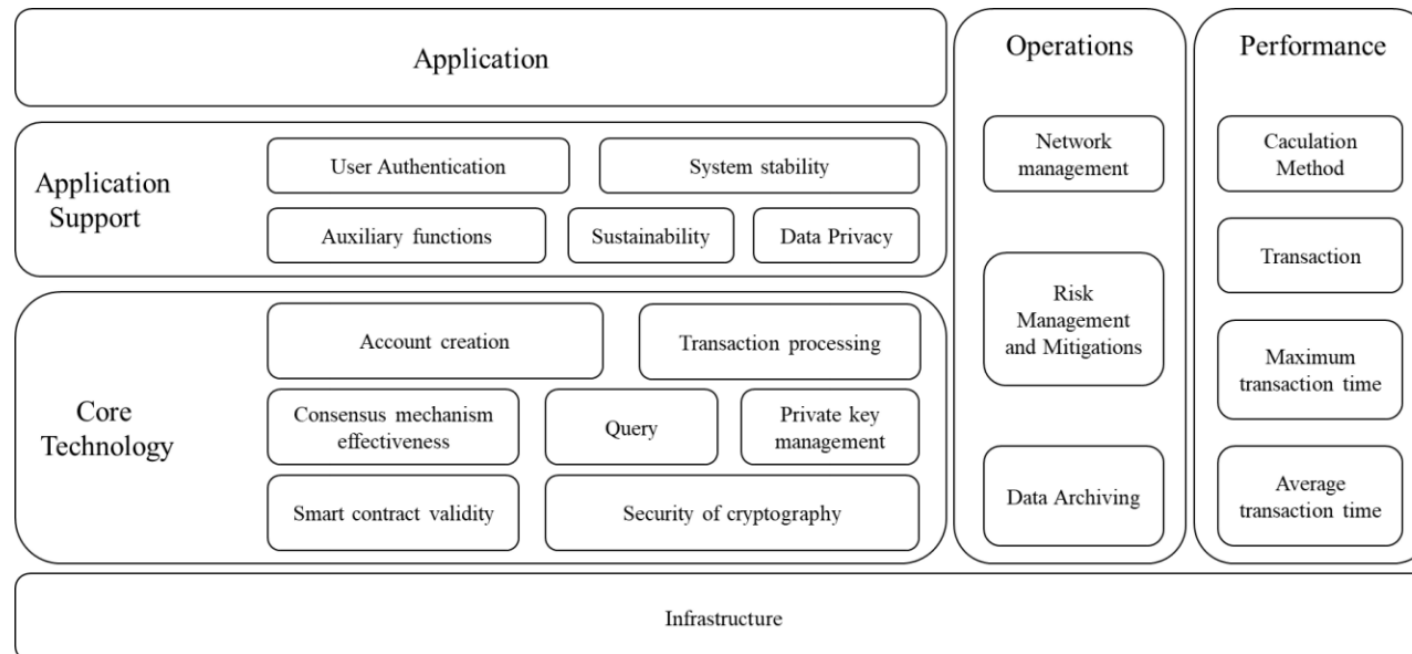 Application
Application
Support
User Authentication
System stability
Auxiliary functions
Sustainability
Data Privacy
Core
Technology
Account creation
Transaction processing
Consensus mechanism
effectiveness
Query
Private key
management
Smart contract validity
Security of cryptography
Operations
Network
management
Risk
Management
and Mitigations
Data Archiving
Performance
Caculation
Method
Transaction
Maximum
transaction time
Average
transaction time
Infrastructure